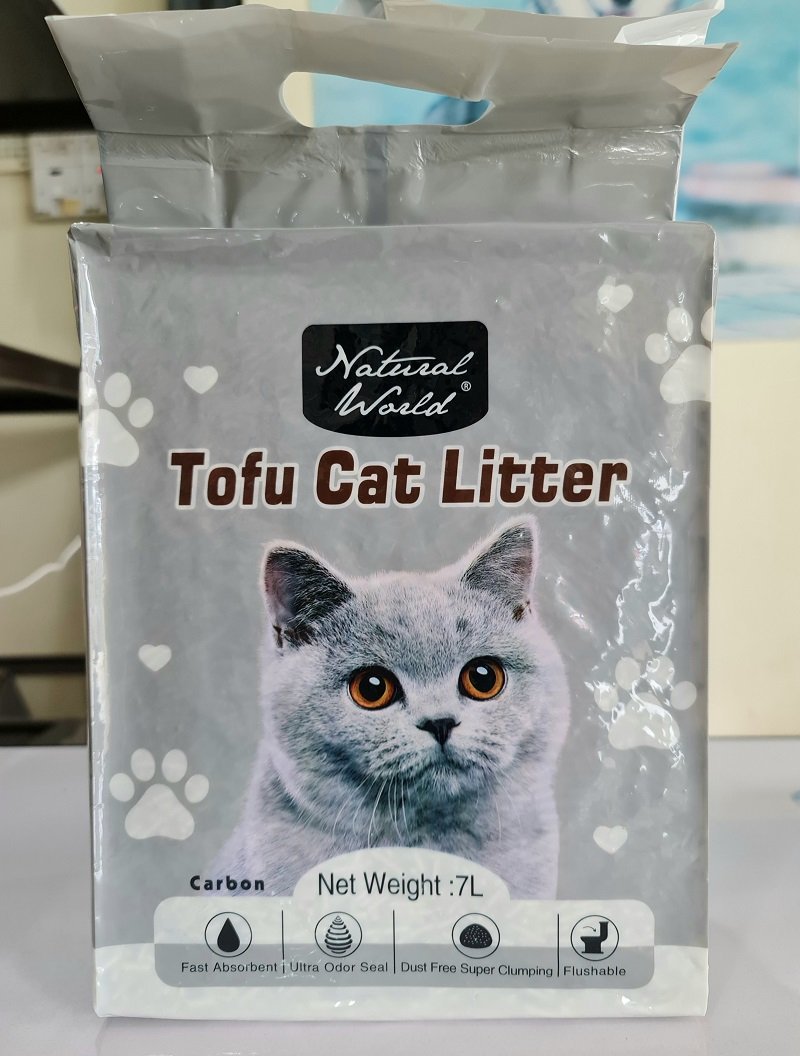 Natural
World®
Tofu Cat Litter
Carbon
Net Weight :7L
Fast Absorbent
Ultra Odor Seal
Dust Free Super Clumping
Flushable